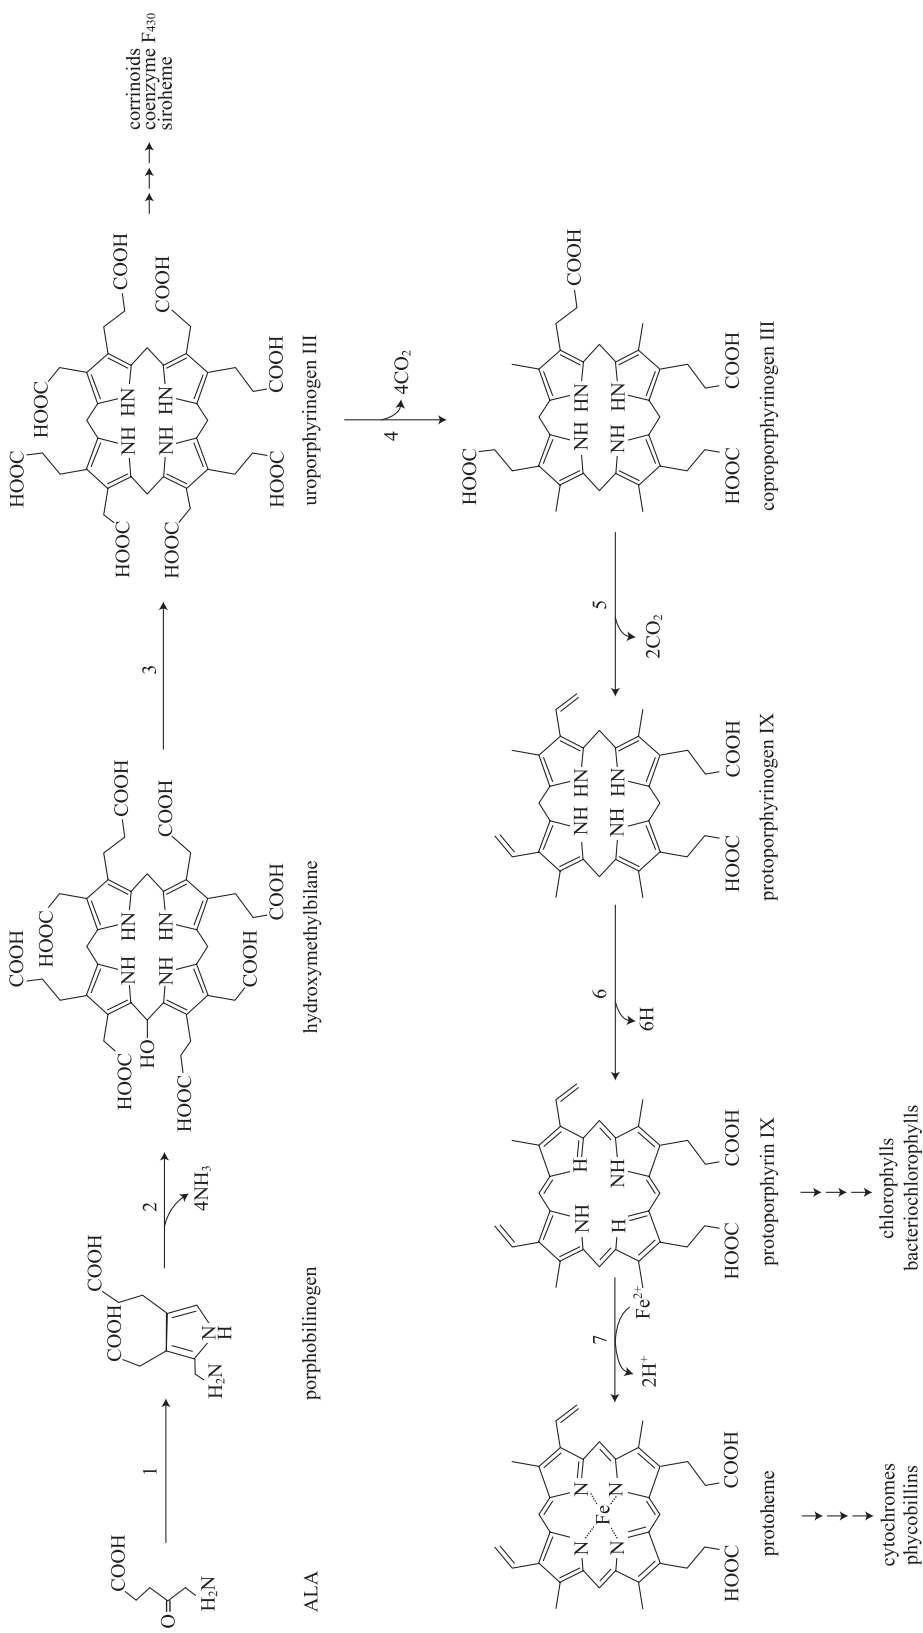 COOH
O
H₂N
ALA
1
COOH
COOH
N
H
H₂N
porphobilinogen
2
4NH₃
COOH
HOOC
COOH
COOH
HOOC
HO
HOOC
COOH
COOH
NH HN
NH HN
hydroxymethylbilane
3
HOOC
HOOC
COOH
COOH
HOOC
HOOC
HOOC
COOH
NH HN
NH HN
uroporphyrinogen III
corrinoids
coenzyme F₄₃₀
siroheme
4
4CO₂
HOOC
COOH
NH HN
NH HN
HOOC
COOH
coproporphyrinogen III
5
2CO₂
NH HN
NH HN
HOOC
COOH
protoporphyrinogen IX
6
6H
NH H
H NH
HOOC
COOH
protoporphyrin IX
chlorophylls
bacteriochlorophylls
7
Fe²⁺
2H⁺
N N
Fe
N N
HOOC
COOH
protoheme
cytochromes
phycobillins